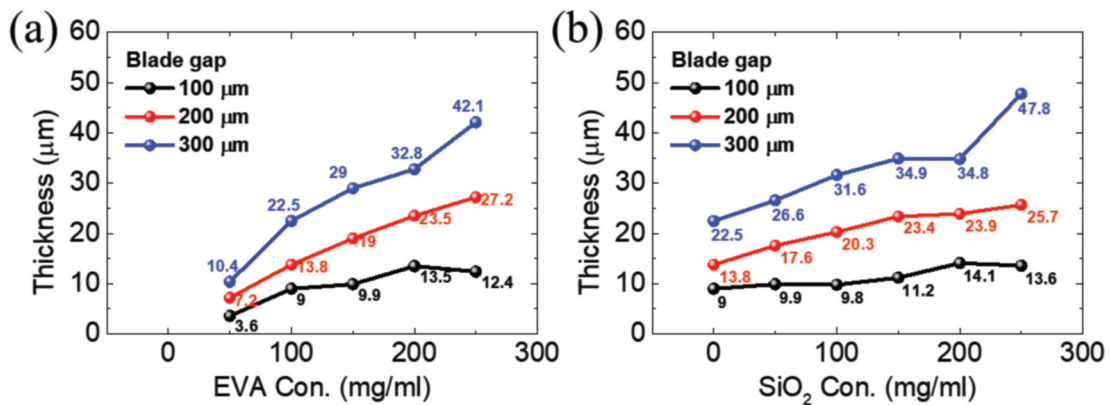 (a)
60
50
40
30
20
10
0
Thickness (μm)
Blade gap
100 μm
200 μm
300 μm
10.4
22.5
29
32.8
42.1
7.2
13.8
19
23.5
27.2
3.6
9
9.9
13.5
12.4
0 100 200 300
EVA Con. (mg/ml)
(b)
60
50
40
30
20
10
0
Thickness (μm)
Blade gap
100 μm
200 μm
300 μm
22.5
26.6
31.6
34.9
34.8
47.8
13.8
17.6
20.3
23.4
23.9
25.7
9
9.9
9.8
11.2
14.1
13.6
0 100 200 300
SiO₂ Con. (mg/ml)